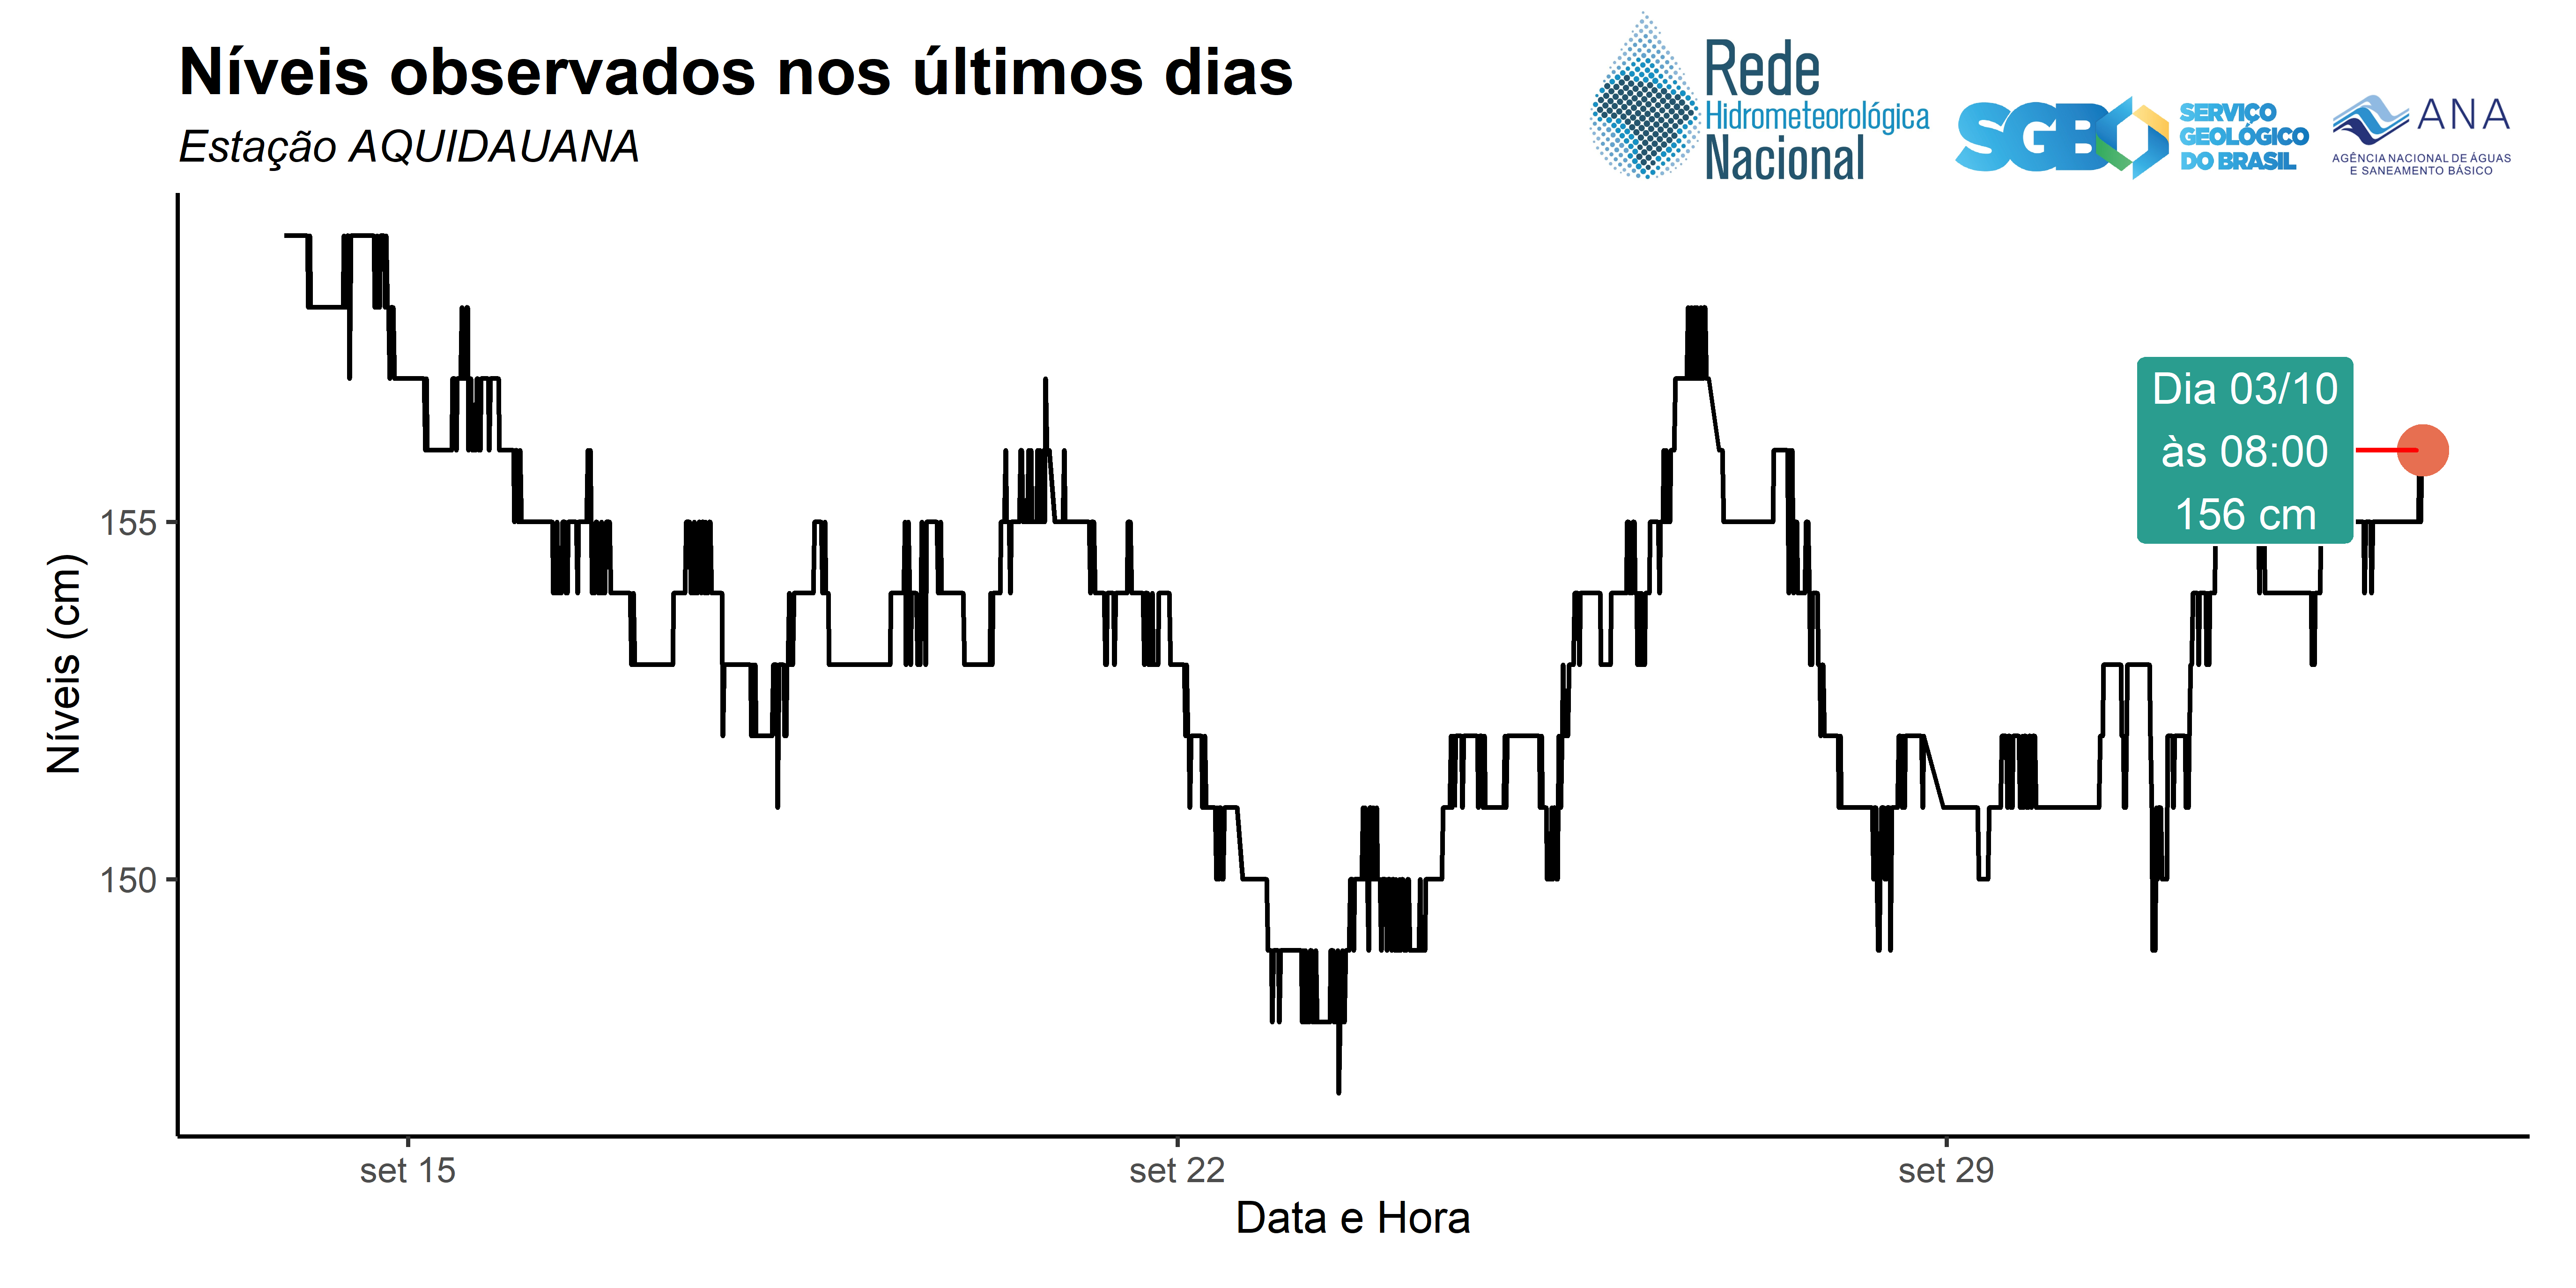 Níveis observados nos últimos dias
Estação AQUIDAUANA
Rede
Hidrometeorológica
Nacional
SGB
SERVIÇO
GEOLÓGICO
DO BRASIL
ANA
AGÊNCIA NACIONAL DE ÁGUAS
E SANEAMENTO BÁSICO
Dia 03/10
às 08:00
156 cm
155
150
Níveis (cm)
set 15
set 22
set 29
Data e Hora